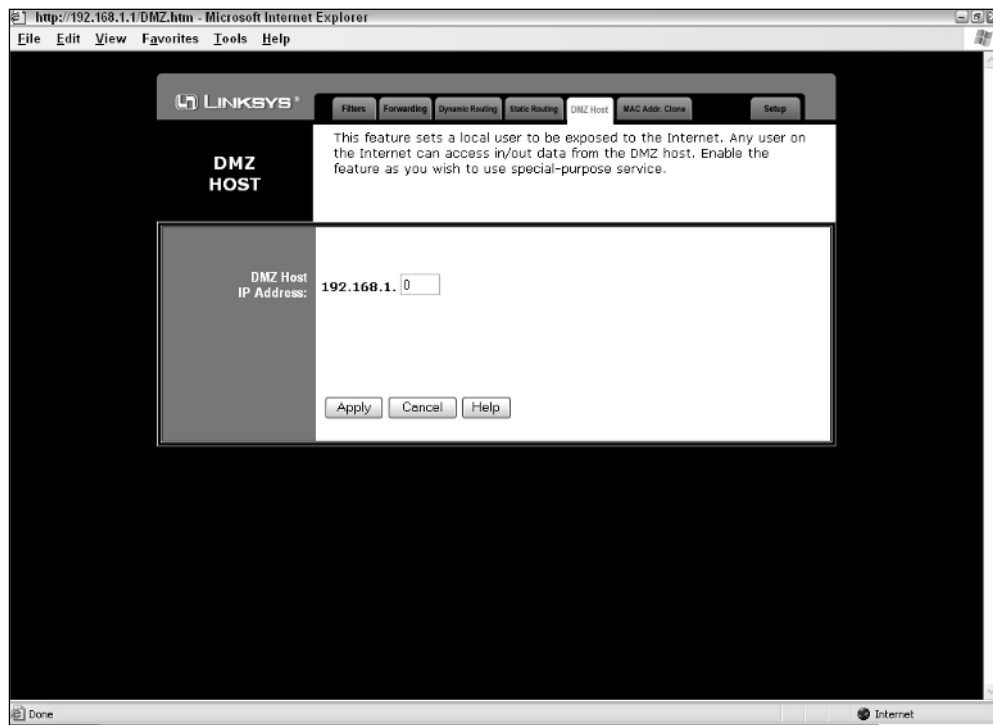 http://192.168.1.1/DMZ.htm - Microsoft Internet Explorer
File Edit View Favorites Tools Help
LINKSYS®
Filters Forwarding Dynamic Routing Static Routing DMZ Host MAC Addr. Clone Setup
DMZ
HOST
This feature sets a local user to be exposed to the Internet. Any user on
the Internet can access in/out data from the DMZ host. Enable the
feature as you wish to use special-purpose service.
DMZ Host
IP Address:
192.168.1. 0
Apply Cancel Help
Done Internet